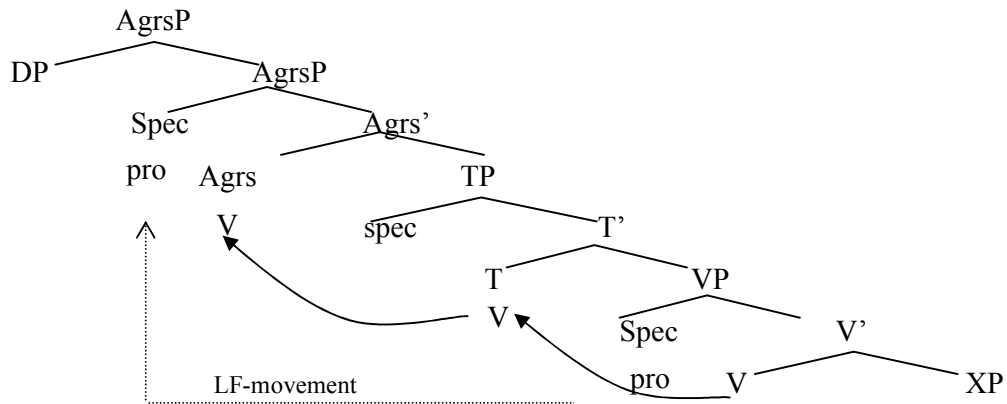 AgrsP
DP AgrsP
Spec Agrs’
pro Agrs TP
V spec T’
T VP
V Spec V’
LF-movement pro V XP